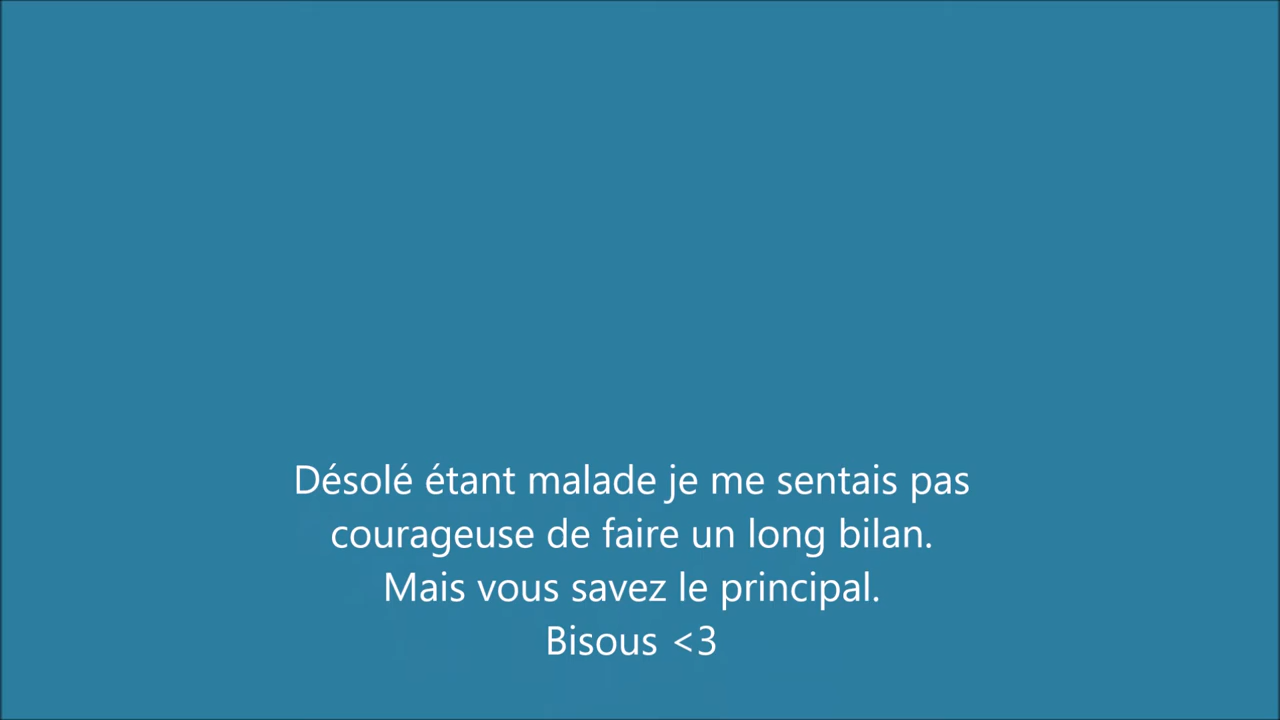 Désolé étant malade je me sentais pas
courageuse de faire un long bilan.
Mais vous savez le principal.
Bisous <3